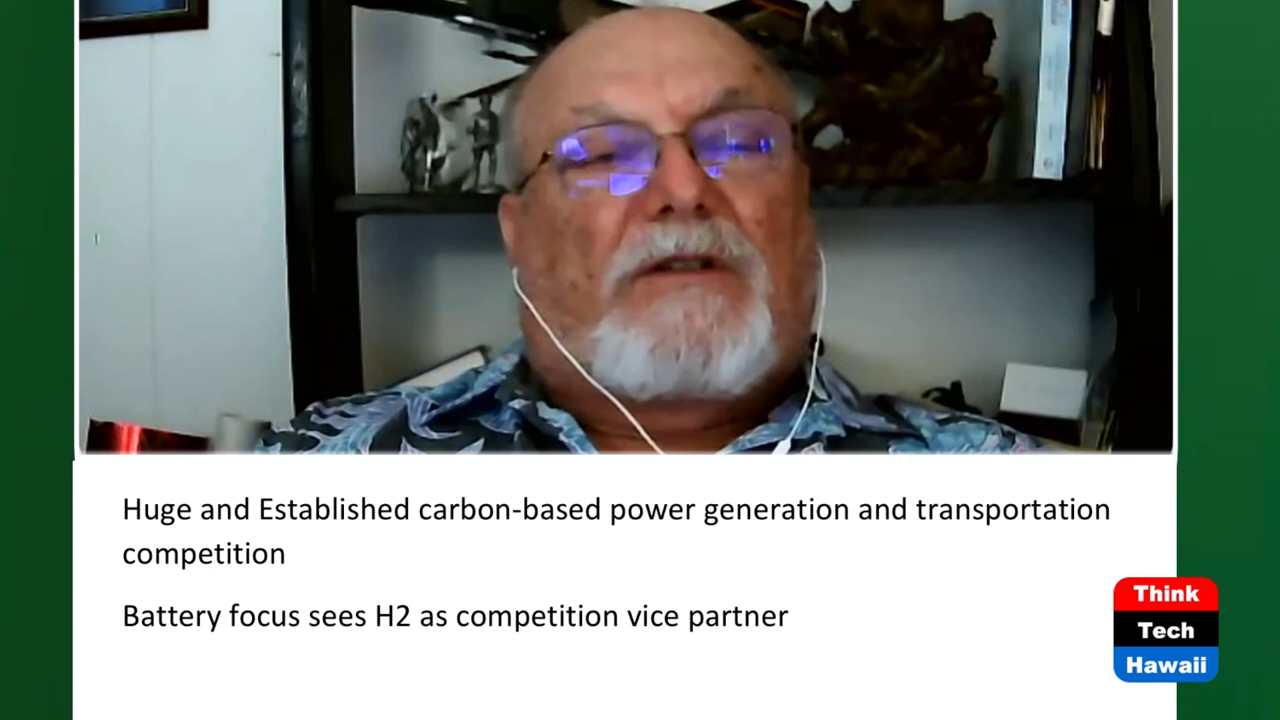 Huge and Established carbon-based power generation and transportation
competition
Battery focus sees H2 as competition vice partner
Think
Tech
Hawaii